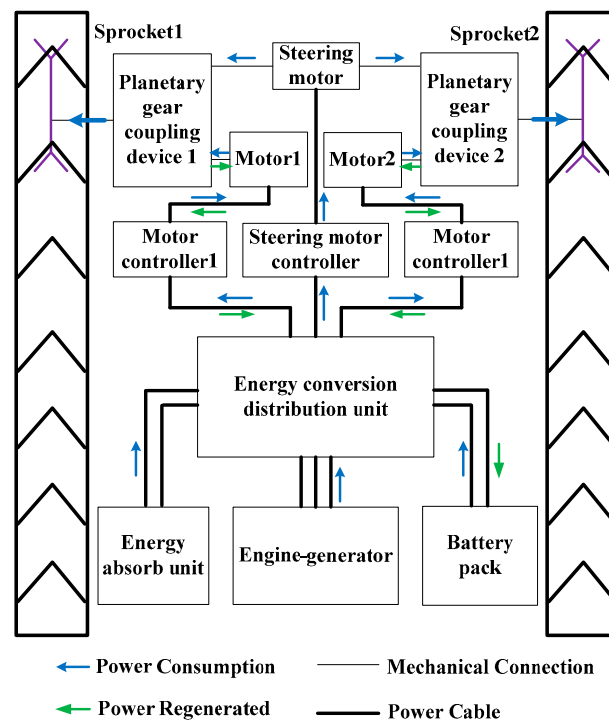 Sprocket1
Steering
motor
Sprocket2
Planetary
gear
coupling
device 1
Planetary
gear
coupling
device 2
Motor1
Motor2
Motor
controller1
Steering motor
controller
Motor
controller1
Energy conversion
distribution unit
Energy
absorb unit
Engine-generator
Battery
pack
Power Consumption
Mechanical Connection
Power Regenerated
Power Cable